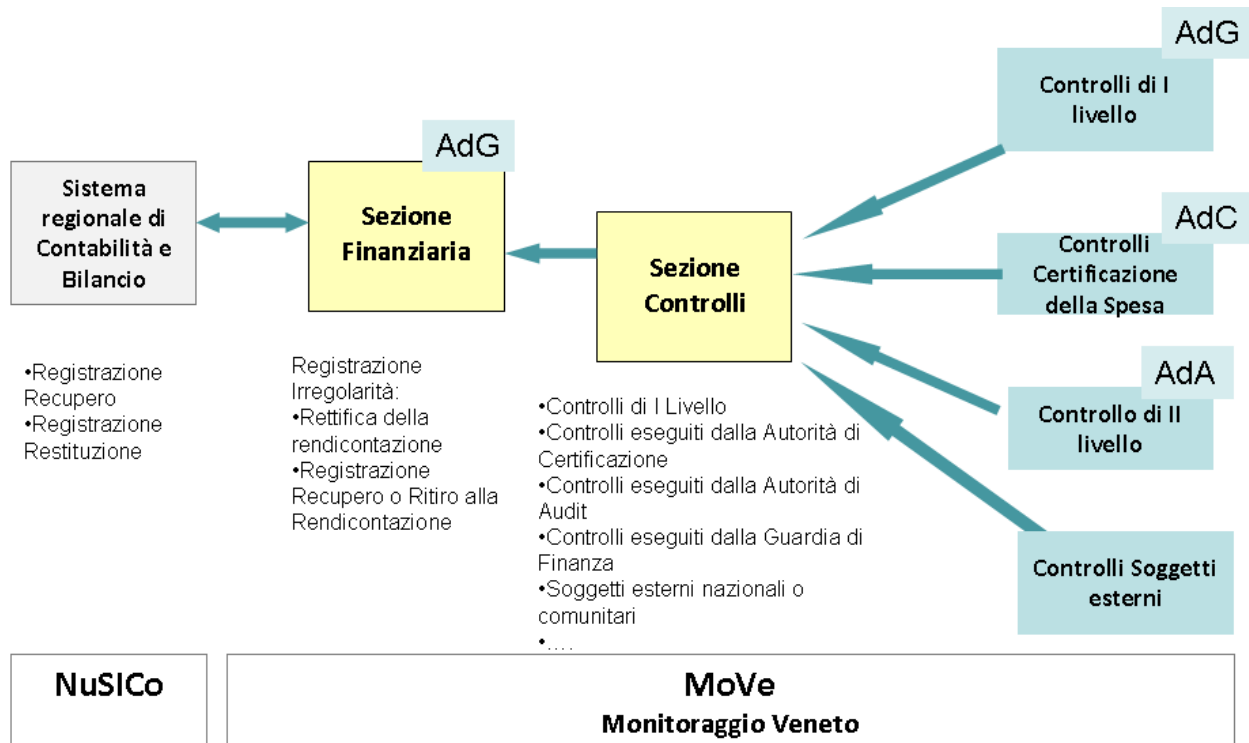 AdG
Controlli di I
livello
AdG
Sistema
regionale di
Contabilità e
Bilancio
Sezione
Finanziaria
Sezione
Controlli
AdC
Controlli
Certificazione
della Spesa
AdA
Controllo di II
livello
Controlli Soggetti
esterni
•Registrazione
Recupero
•Registrazione
Restituzione
Registrazione
Irregolarità:
•Rettifica della
rendicontazione
•Registrazione
Recupero o Ritiro alla
Rendicontazione
•Controlli di I Livello
•Controlli eseguiti dalla Autorità di
Certificazione
•Controlli eseguiti dalla Autorità di
Audit
•Controlli eseguiti dalla Guardia di
Finanza
•Soggetti esterni nazionali o
comunitari
•....
NuSICo
MoVe
Monitoraggio Veneto